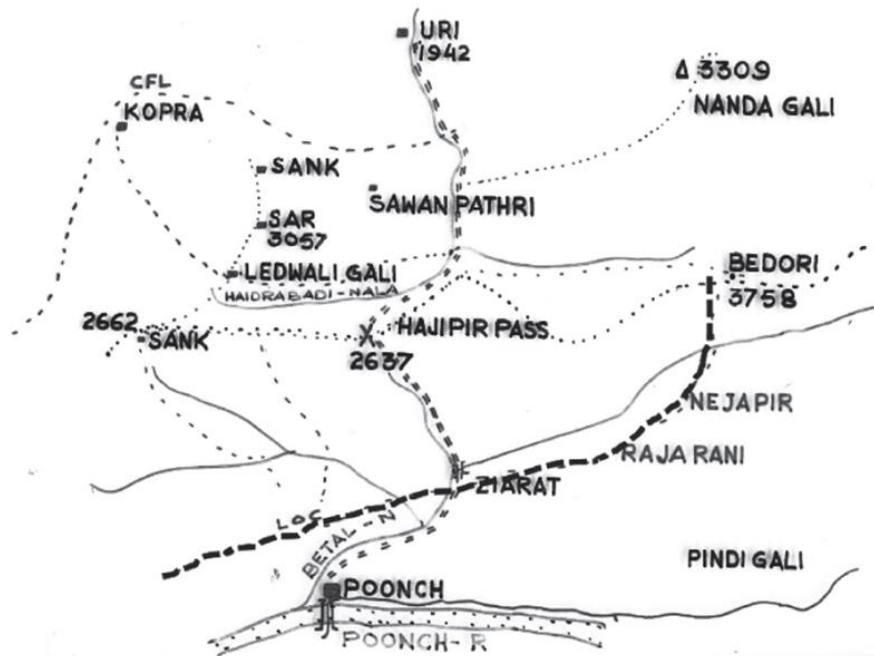 URI
1942
3309
NANDA GALI
CFL
KOPRA
SANK
SAWAN PATHRI
SAR
3057
LEDWALI GALI
BEDORI
3758
HAIDRABADI-NALA
2662
SANK
HAJIPIR PASS
2637
NEJAPIR
RAJA RANI
ZIARAT
LOC
BETAL-N
PINDI GALI
POONCH
POONCH-R